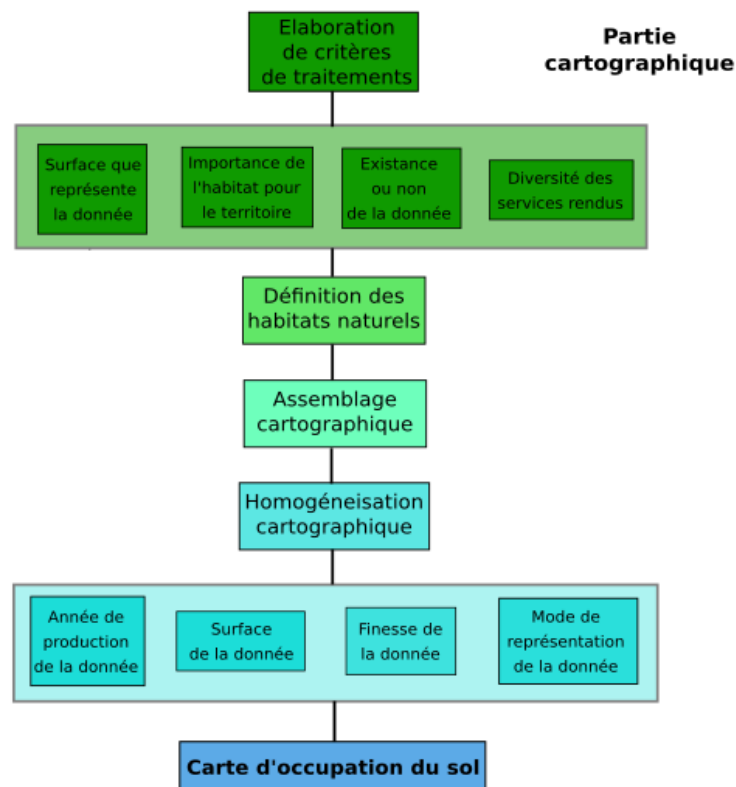 Elaboration
de critères
de traitements
Partie
cartographique
Surface que
représente
la donnée
Importance de
l'habitat pour
le territoire
Existance
ou non
de la donnée
Diversité des
services rendus
Définition des
habitats naturels
Assemblage
cartographique
Homogéneisation
cartographique
Année de
production
de la donnée
Surface
de la donnée
Finesse de
la donnée
Mode de
représentation
de la donnée
Carte d'occupation du sol